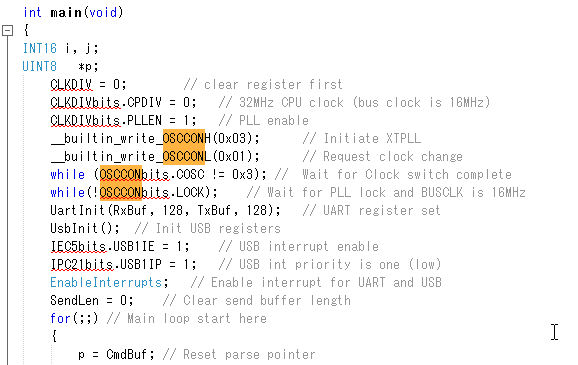 int main(void)
{
INT16 i, j;
UINT8 *p;
CLKDIV = 0; // clear register first
CLKDIVbits.CPDIV = 0; // 32MHz CPU clock (bus clock is 16MHz)
CLKDIVbits.PLLEN = 1; // PLL enable
__builtin_write_OSCCONH(0x03); // Initiate XTPLL
__builtin_write_OSCCONL(0x01); // Request clock change
while (OSCCONbits.COSC != 0x3); // Wait for Clock switch complete
while(!OSCCONbits.LOCK); // Wait for PLL lock and BUSCLK is 16MHz
UartInit(RxBuf, 128, TxBuf, 128); // UART register set
UsbInit(); // Init USB registers
IEC5bits.USB1IE = 1; // USB interrupt enable
IPC21bits.USB1IP = 1; // USB int priority is one (low)
EnableInterrupts; // Enable interrupt for UART and USB
SendLen = 0; // Clear send buffer length
for(;;) // Main loop start here
{
p = CmdBuf; // Reset parse pointer